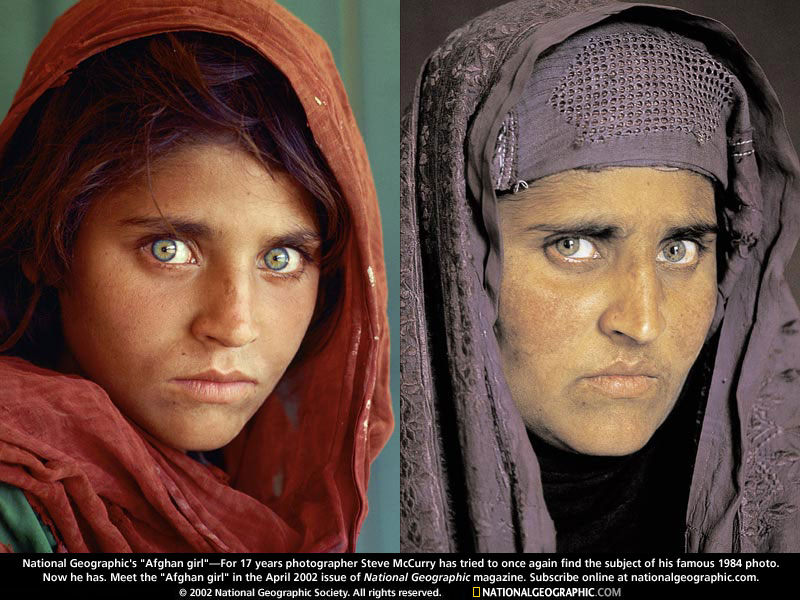 National Geographic's "Afghan girl"—For 17 years photographer Steve McCurry has tried to once again find the subject of his famous 1984 photo.
Now he has. Meet the "Afghan girl" in the April 2002 issue of National Geographic magazine. Subscribe online at nationalgeographic.com.
© 2002 National Geographic Society. All rights reserved. NATIONALGEOGRAPHIC.COM